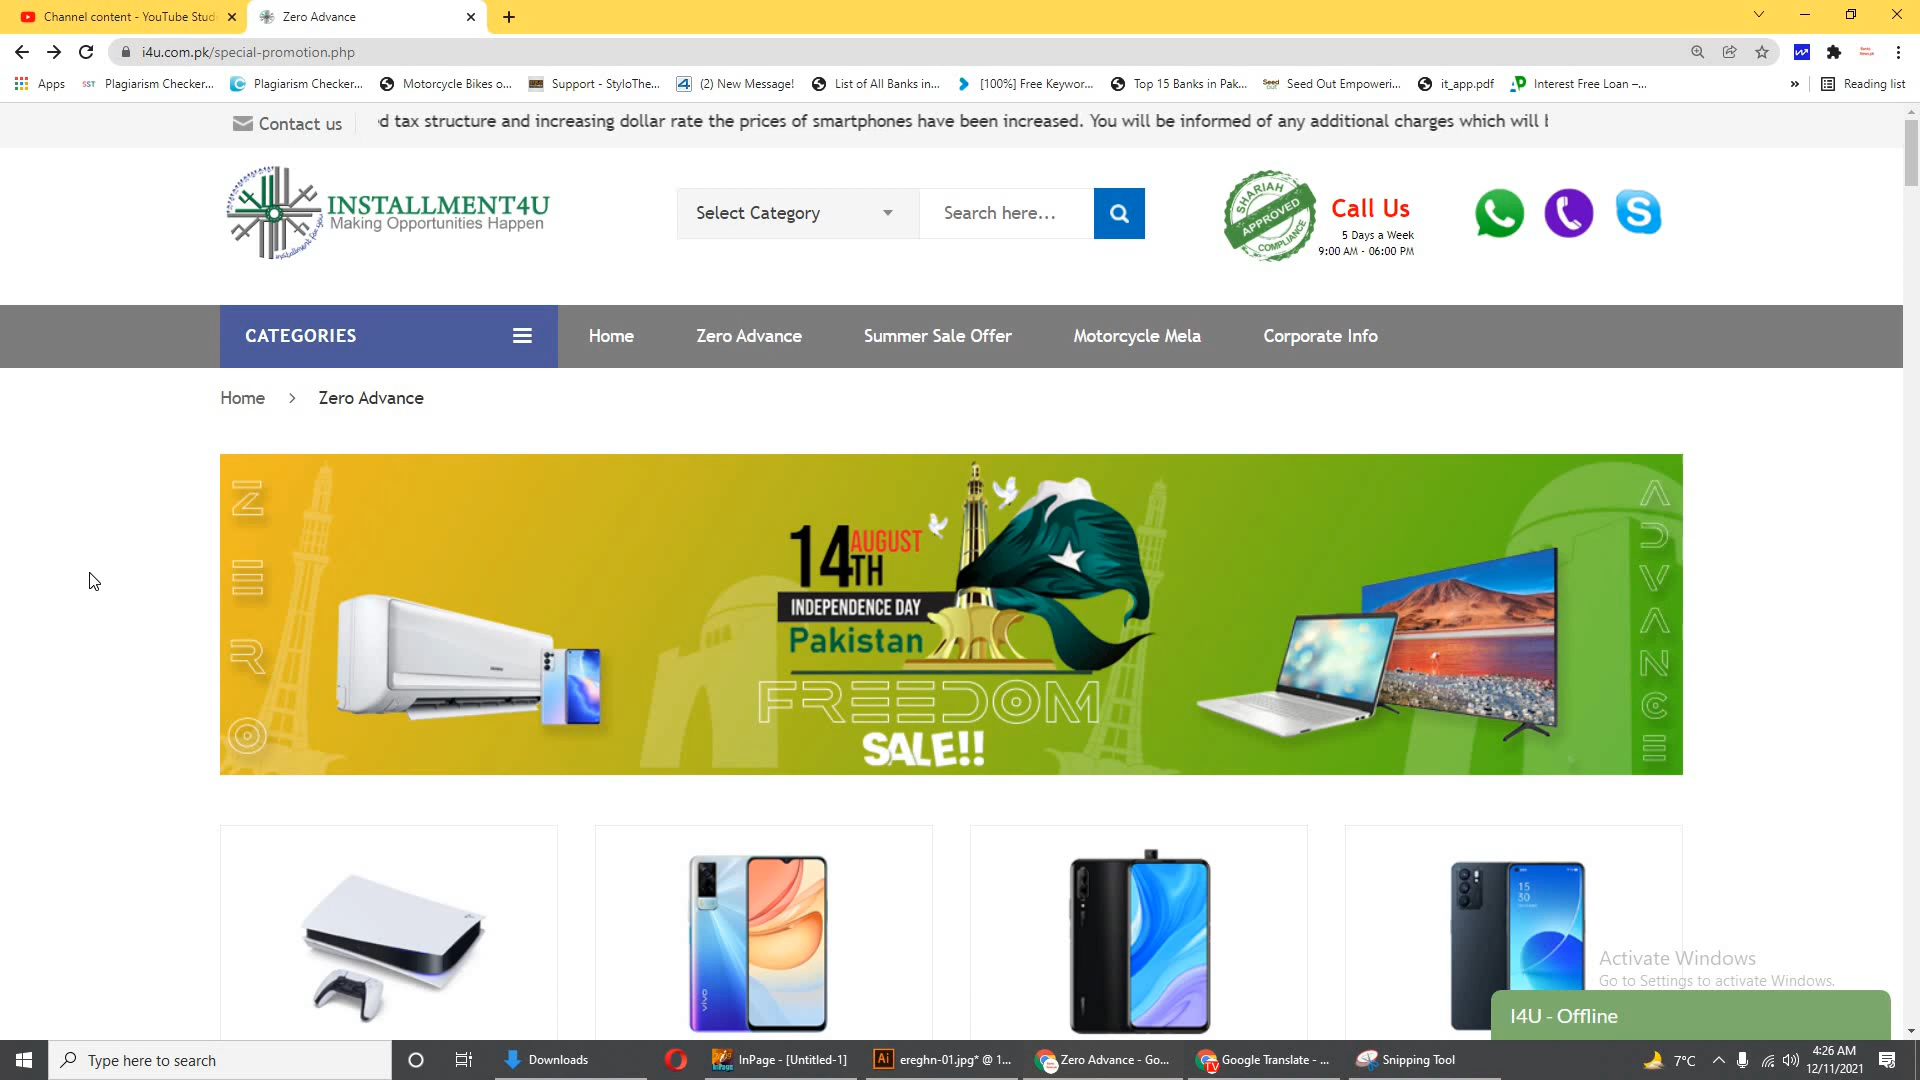 Channel content - YouTube Stud
Zero Advance
i4u.com.pk/special-promotion.php
Apps
SST Plagiarism Checker...
Plagiarism Checker...
Motorcycle Bikes o...
Support - StyloThe...
(2) New Message!
List of All Banks in...
[100%] Free Keywor...
Top 15 Banks in Pak...
Seed Out Empoweri...
it_app.pdf
Interest Free Loan –...
»
Reading list
Contact us
d tax structure and increasing dollar rate the prices of smartphones have been increased. You will be informed of any additional charges which will b
INSTALLMENT4U
Making Opportunities Happen
installment for you
Select Category
Search here...
SHARIAH
APPROVED
COMPLIANCE
Call Us
5 Days a Week
9:00 AM - 06:00 PM
CATEGORIES
Home
Zero Advance
Summer Sale Offer
Motorcycle Mela
Corporate Info
Home > Zero Advance
ZERO
14TH AUGUST
INDEPENDENCE DAY
Pakistan
FREEDOM
SALE!!
ADVANCE
vivo
15
30
Activate Windows
Go to Settings to activate Windows.
I4U - Offline
Type here to search
Downloads
InPage - [Untitled-1]
Ai ereghn-01.jpg* @ 1...
Zero Advance - Go...
Google Translate - ...
Snipping Tool
7°C
4:26 AM
12/11/2021